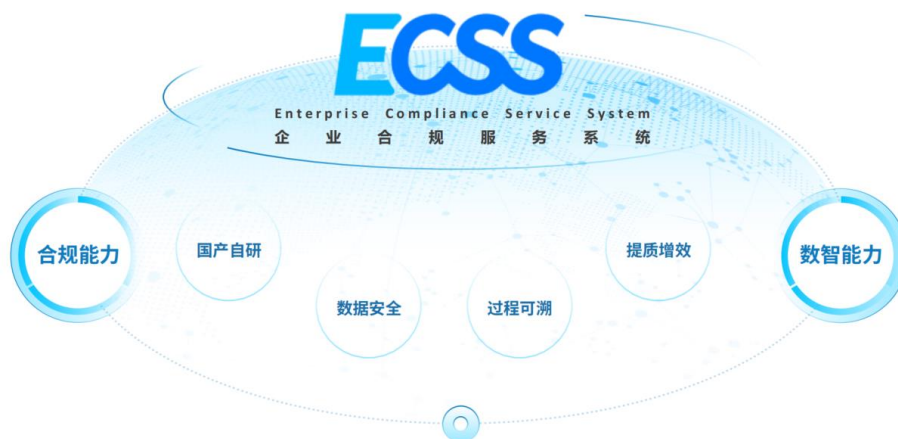 ECSS
Enterprise Compliance Service System
企业合规服务系统
合规能力
国产自研
数据安全
过程可溯
提质增效
数智能力